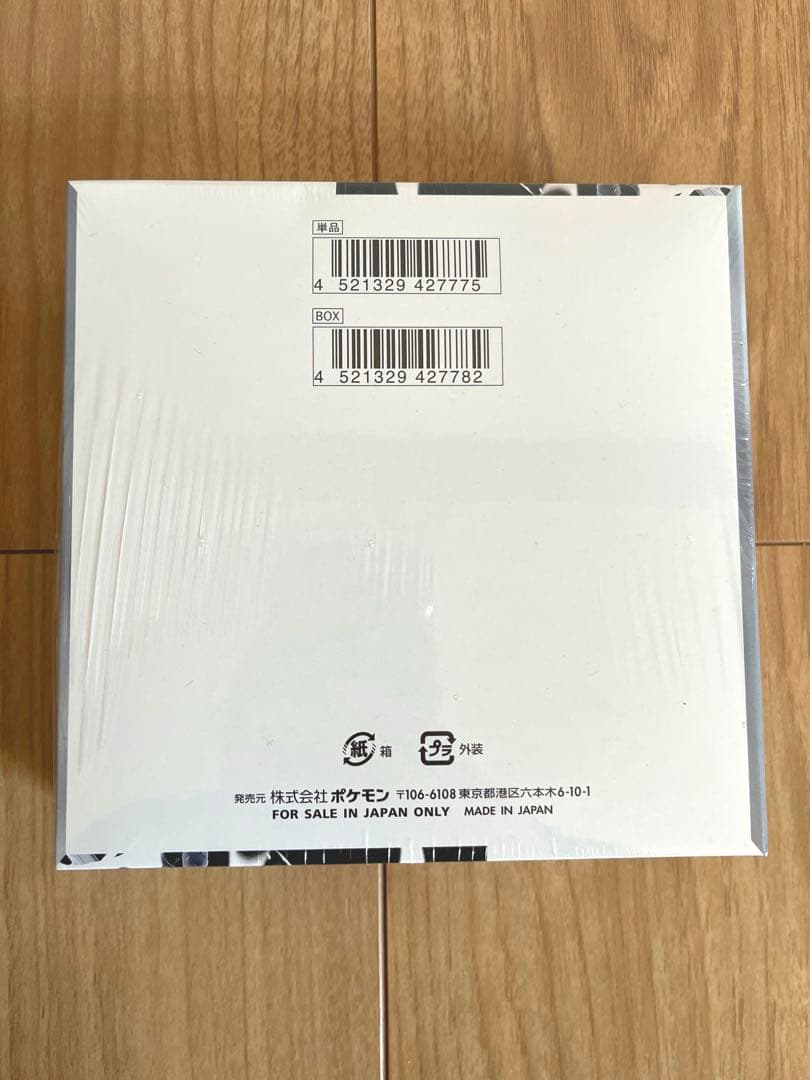 単品
4 521329 427775
BOX
4 521329 427782
紙 箱 プラ 外装
発売元 株式会社 ポケモン 〒106-6108 東京都港区六本木6-10-1
FOR SALE IN JAPAN ONLY MADE IN JAPAN